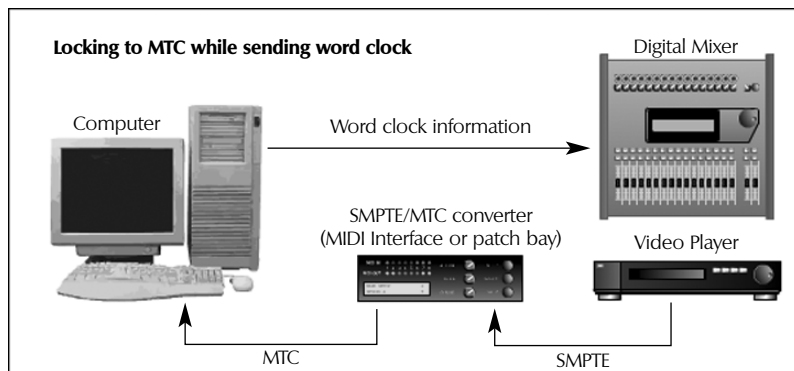 Locking to MTC while sending word clock
Digital Mixer
Computer
Word clock information
SMPTE/MTC converter
(MIDI Interface or patch bay)
Video Player
MTC
SMPTE